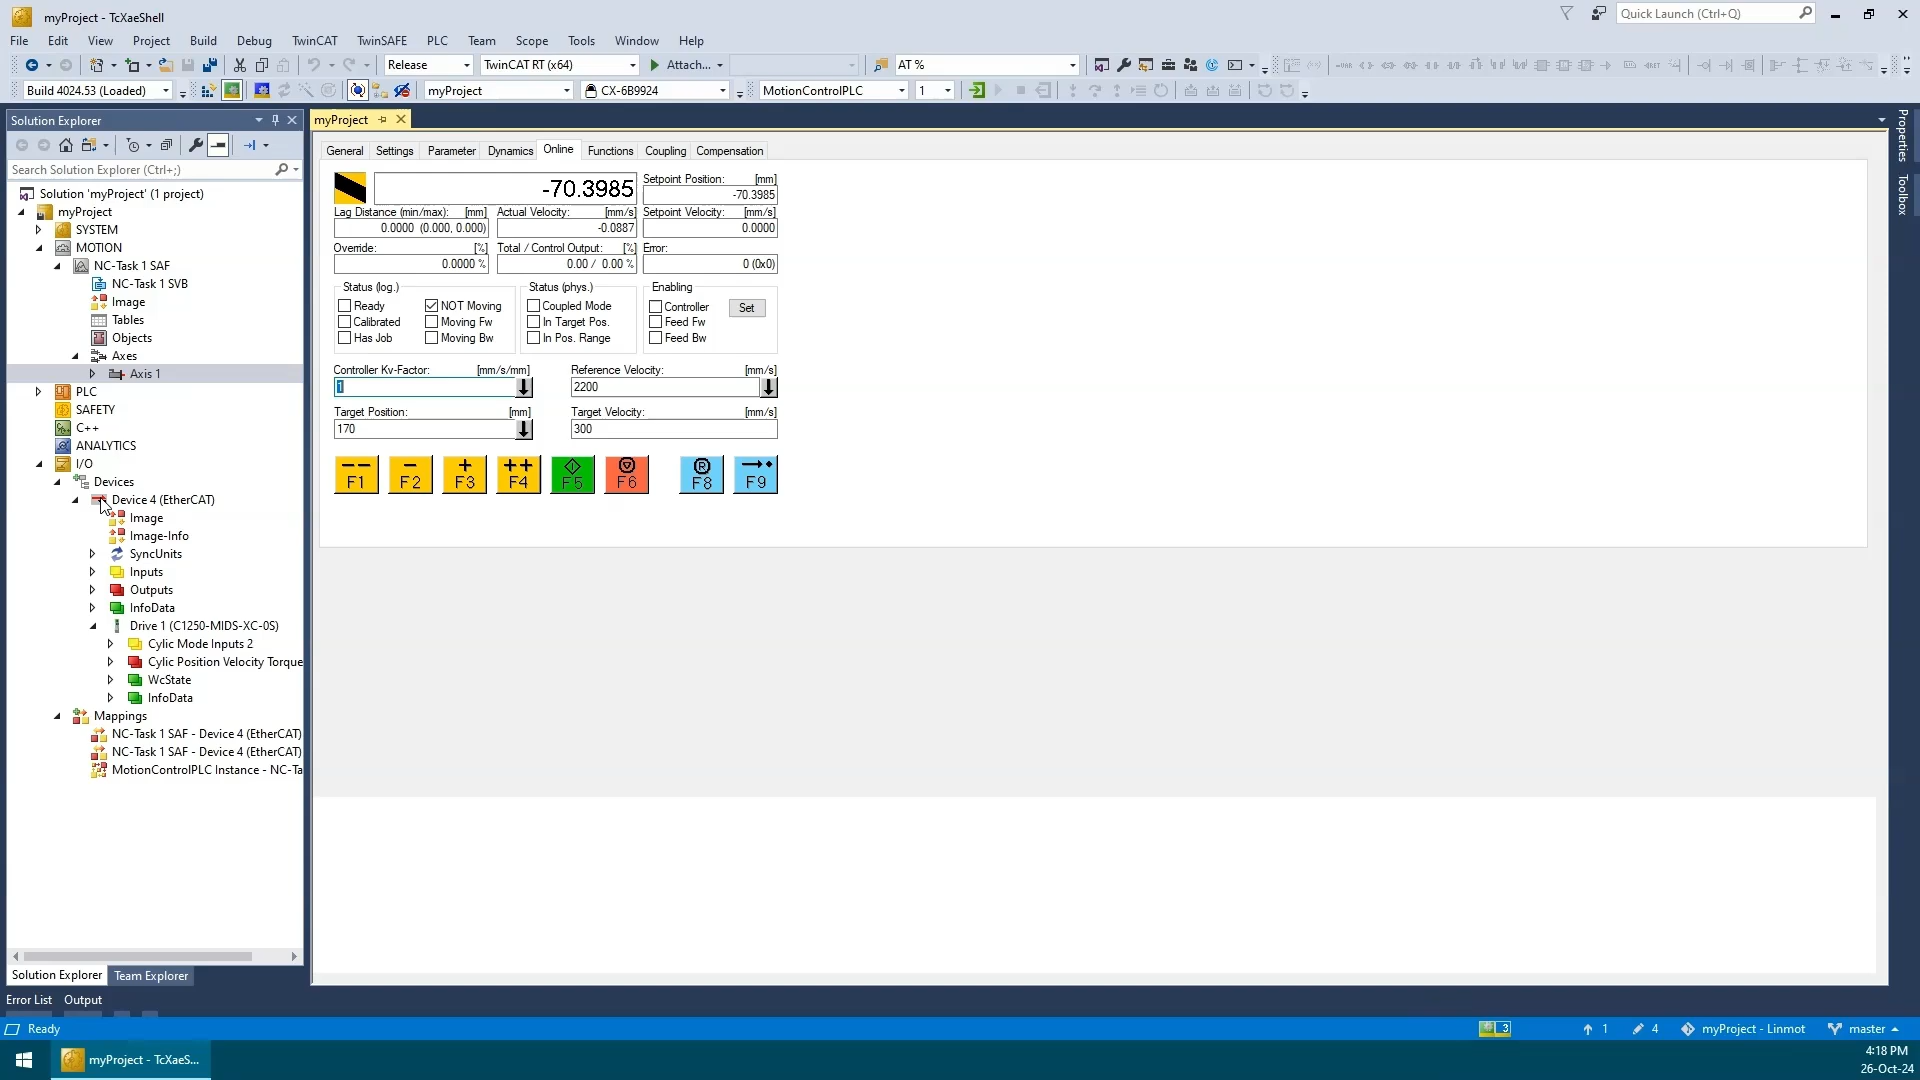 myProject - TcXaeShell
Quick Launch (Ctrl+Q)
File Edit View Project Build Debug TwinCAT TwinSAFE PLC Team Scope Tools Window Help
Release TwinCAT RT (x64) Attach... AT %
Build 4024.53 (Loaded) myProject CX-6B9924 MotionControlPLC 1
Solution Explorer
Search Solution Explorer (Ctrl+;)
Solution 'myProject' (1 project)
myProject
SYSTEM
MOTION
NC-Task 1 SAF
NC-Task 1 SVB
Image
Tables
Objects
Axes
Axis 1
PLC
SAFETY
C++
ANALYTICS
I/O
Devices
Device 4 (EtherCAT)
Image
Image-Info
SyncUnits
Inputs
Outputs
InfoData
Drive 1 (C1250-MIDS-XC-0S)
Cylic Mode Inputs 2
Cylic Position Velocity Torque
WcState
InfoData
Mappings
NC-Task 1 SAF - Device 4 (EtherCAT)
NC-Task 1 SAF - Device 4 (EtherCAT)
MotionControlPLC Instance - NC-Ta
Solution Explorer Team Explorer
myProject
General Settings Parameter Dynamics Online Functions Coupling Compensation
-70.3985
Setpoint Position: [mm]
-70.3985
Lag Distance (min/max): [mm] Actual Velocity: [mm/s] Setpoint Velocity: [mm/s]
0.0000 (0.000, 0.000) -0.0887 0.0000
Override: [%] Total / Control Output: [%] Error:
0.0000 % 0.00 / 0.00 % 0 (0x0)
Status (log.) Status (phys.) Enabling
Ready NOT Moving Coupled Mode Controller Set
Calibrated Moving Fw In Target Pos. Feed Fw
Has Job Moving Bw In Pos. Range Feed Bw
Controller Kv-Factor: [mm/s/mm] Reference Velocity: [mm/s]
1 2200
Target Position: [mm] Target Velocity: [mm/s]
170 300
-- - + ++ R
F1 F2 F3 F4 F5 F6 F8 F9
Properties
Toolbox
Error List Output
Ready 3 1 4 myProject - Linmot master
myProject - TcXaeS...
4:18 PM
26-Oct-24